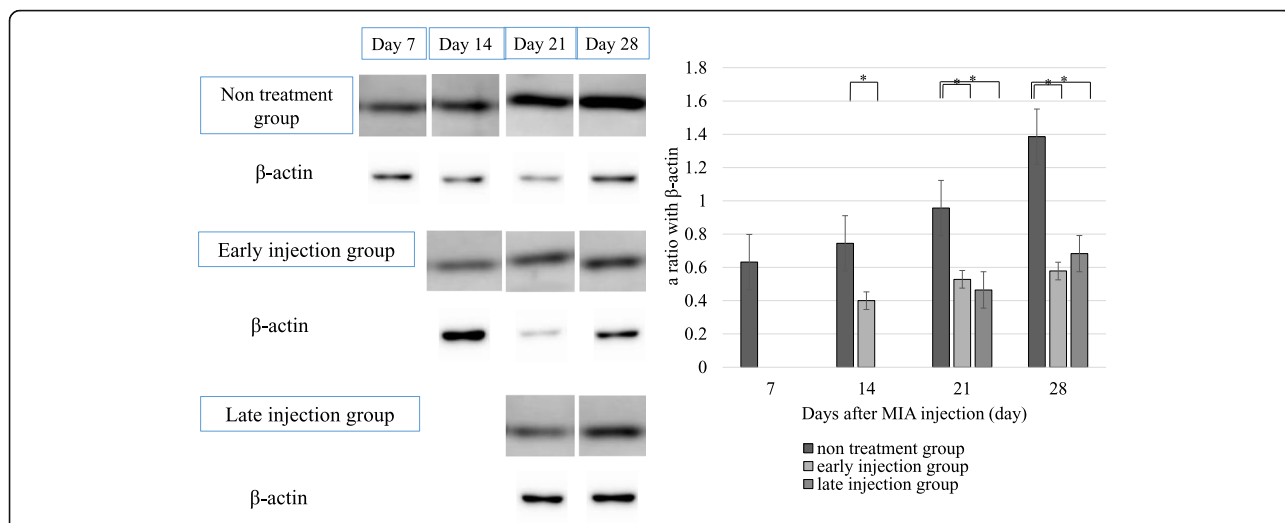 Day 7 Day 14 Day 21 Day 28
Non treatment
group
β-actin
Early injection group
β-actin
Late injection group
β-actin
a ratio with β-actin
1.8
1.6
1.4
1.2
1
0.8
0.6
0.4
0.2
0
* * * * *
7 14 21 28
Days after MIA injection (day)
non treatment group
early injection group
late injection group